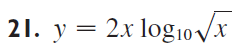 21. y = 2x log₁₀ √x